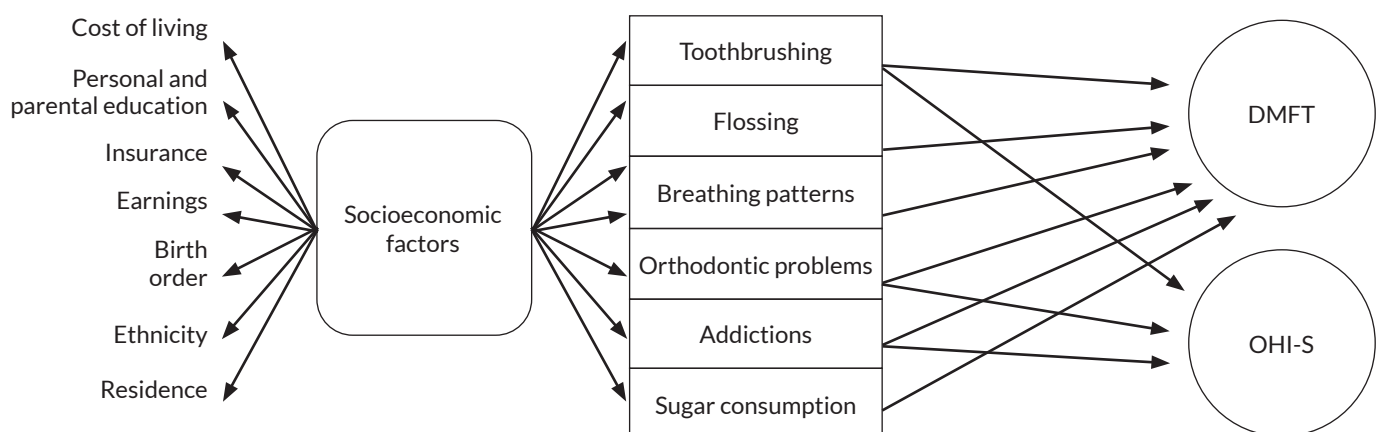 Cost of living
Personal and
parental education
Insurance
Earnings
Birth
order
Ethnicity
Residence
Socioeconomic
factors
Toothbrushing
Flossing
Breathing patterns
Orthodontic problems
Addictions
Sugar consumption
DMFT
OHI-S